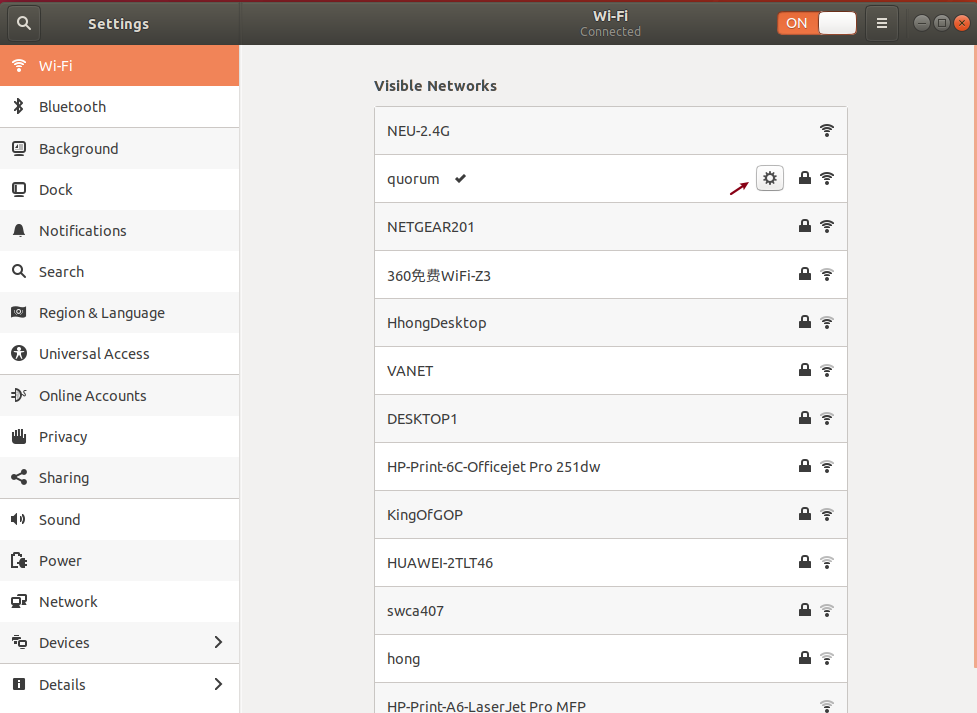 Settings
Wi-Fi
Connected
ON
Wi-Fi
Bluetooth
Background
Dock
Notifications
Search
Region & Language
Universal Access
Online Accounts
Privacy
Sharing
Sound
Power
Network
Devices
Details
Visible Networks
NEU-2.4G
quorum
NETGEAR201
360免费WiFi-Z3
HhongDesktop
VANET
DESKTOP1
HP-Print-6C-Officejet Pro 251dw
KingOfGOP
HUAWEI-2TLT46
swca407
hong
HP-Print-A6-LaserJet Pro MFP